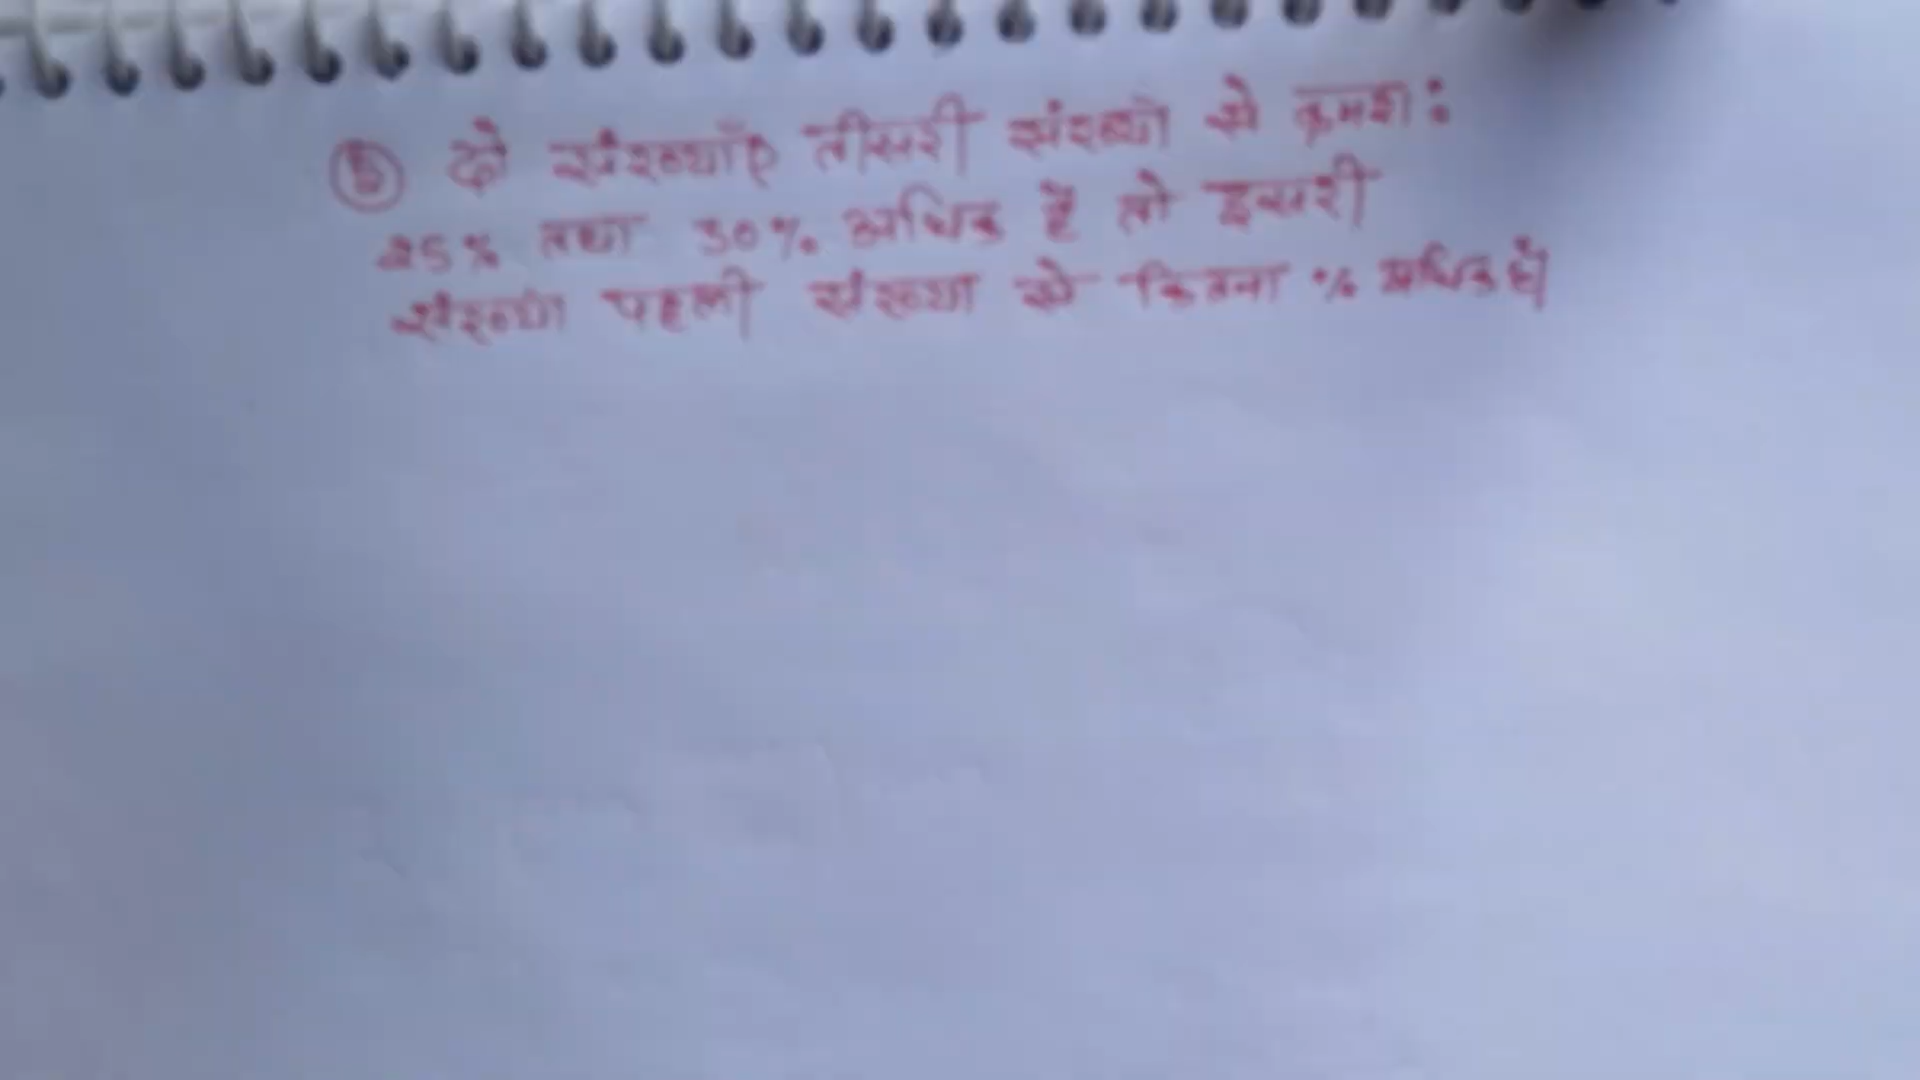 ⑤ दो संख्याएँ तीसरी संख्या से क्रमश:
25% तथा 30% अधिक है तो दूसरी
संख्या पहली संख्या से कितना % अधिक है।